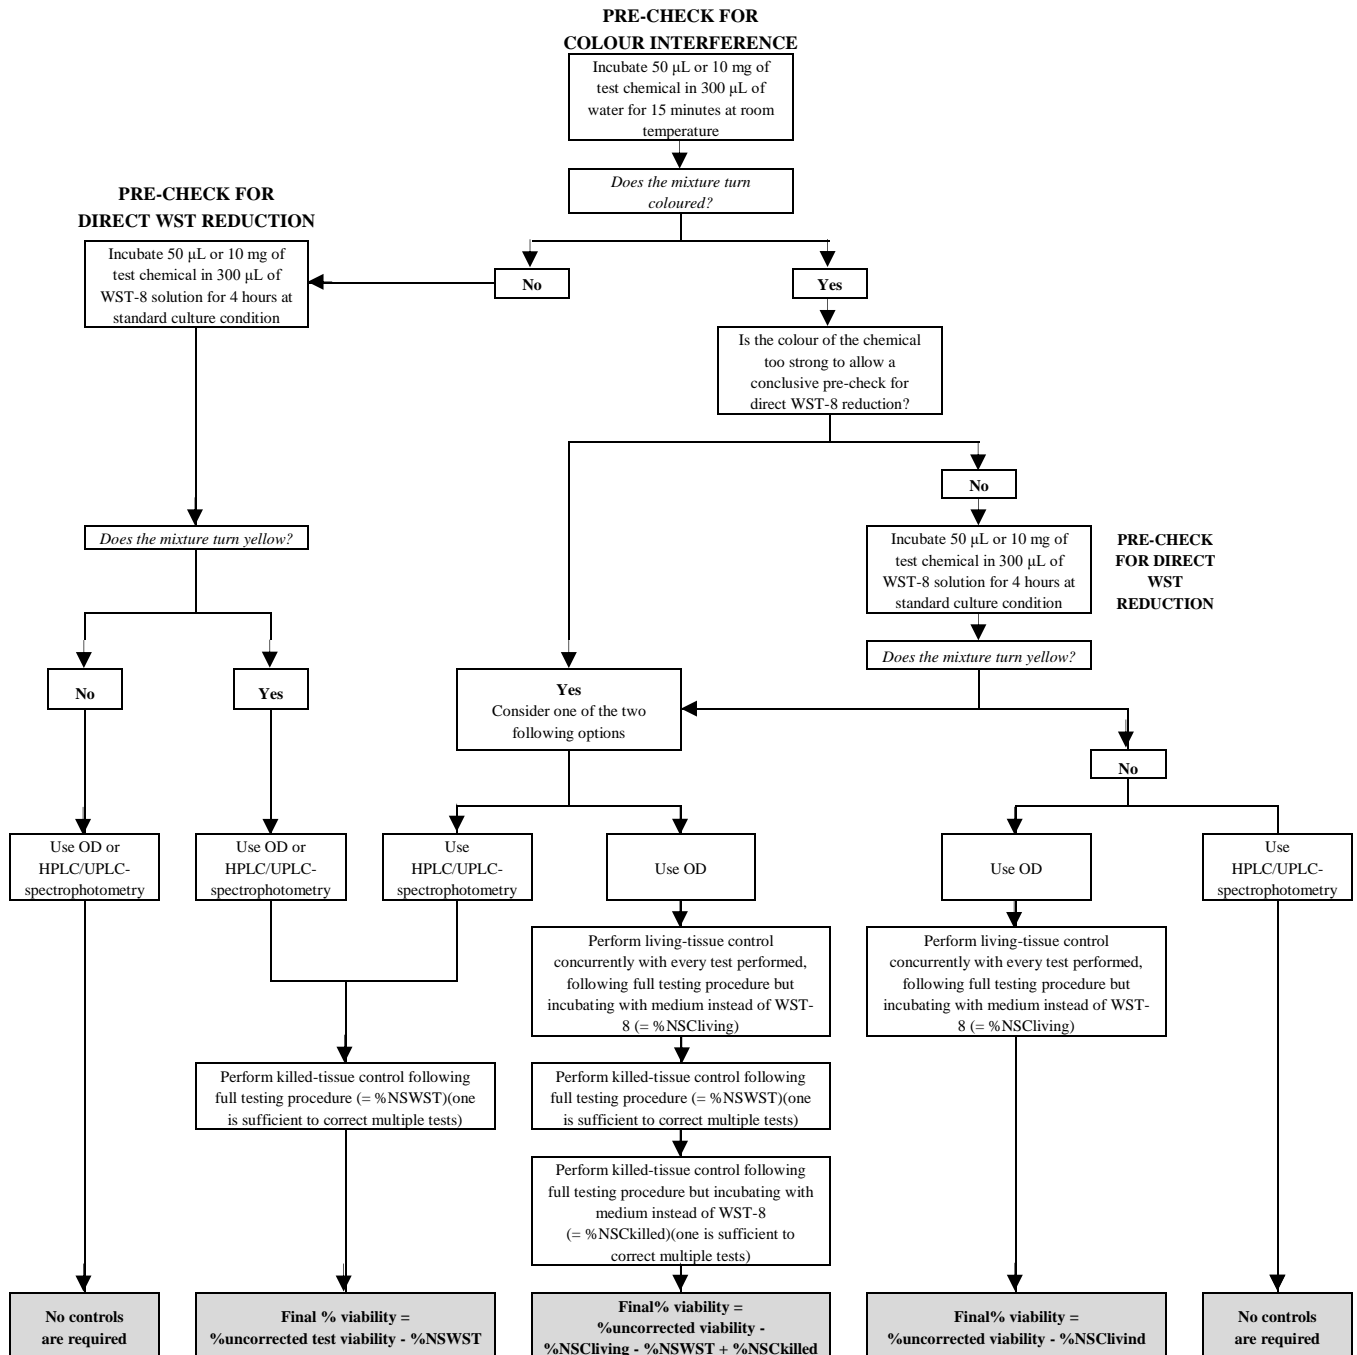 PRE-CHECK FOR
COLOUR INTERFERENCE
Incubate 50 μL or 10 mg of
test chemical in 300 μL of
water for 15 minutes at room
temperature
Does the mixture turn
coloured?
PRE-CHECK FOR
DIRECT WST REDUCTION
Incubate 50 μL or 10 mg of
test chemical in 300 μL of
WST-8 solution for 4 hours at
standard culture condition
No
Yes
Is the colour of the chemical
too strong to allow a
conclusive pre-check for
direct WST-8 reduction?
No
Does the mixture turn yellow?
Incubate 50 μL or 10 mg of
test chemical in 300 μL of
WST-8 solution for 4 hours at
standard culture condition
PRE-CHECK
FOR DIRECT
WST
REDUCTION
Does the mixture turn yellow?
No
Yes
Yes
Consider one of the two
following options
No
Use OD or
HPLC/UPLC-
spectrophotometry
Use OD or
HPLC/UPLC-
spectrophotometry
Use
HPLC/UPLC-
spectrophotometry
Use OD
Use OD
Use
HPLC/UPLC-
spectrophotometry
Perform living-tissue control
concurrently with every test performed,
following full testing procedure but
incubating with medium instead of WST-
8 (= %NSCliving)
Perform living-tissue control
concurrently with every test performed,
following full testing procedure but
incubating with medium instead of WST-
8 (= %NSCliving)
Perform killed-tissue control following
full testing procedure (= %NSWST)(one
is sufficient to correct multiple tests)
Perform killed-tissue control following
full testing procedure (= %NSWST)(one
is sufficient to correct multiple tests)
Perform killed-tissue control following
full testing procedure but incubating with
medium instead of WST-8
(= %NSCkilled)(one is sufficient to
correct multiple tests)
No controls
are required
Final % viability =
%uncorrected test viability - %NSWST
Final% viability =
%uncorrected viability -
%NSCliving - %NSWST + %NSCkilled
Final% viability =
%uncorrected viability - %NSClivind
No controls
are required